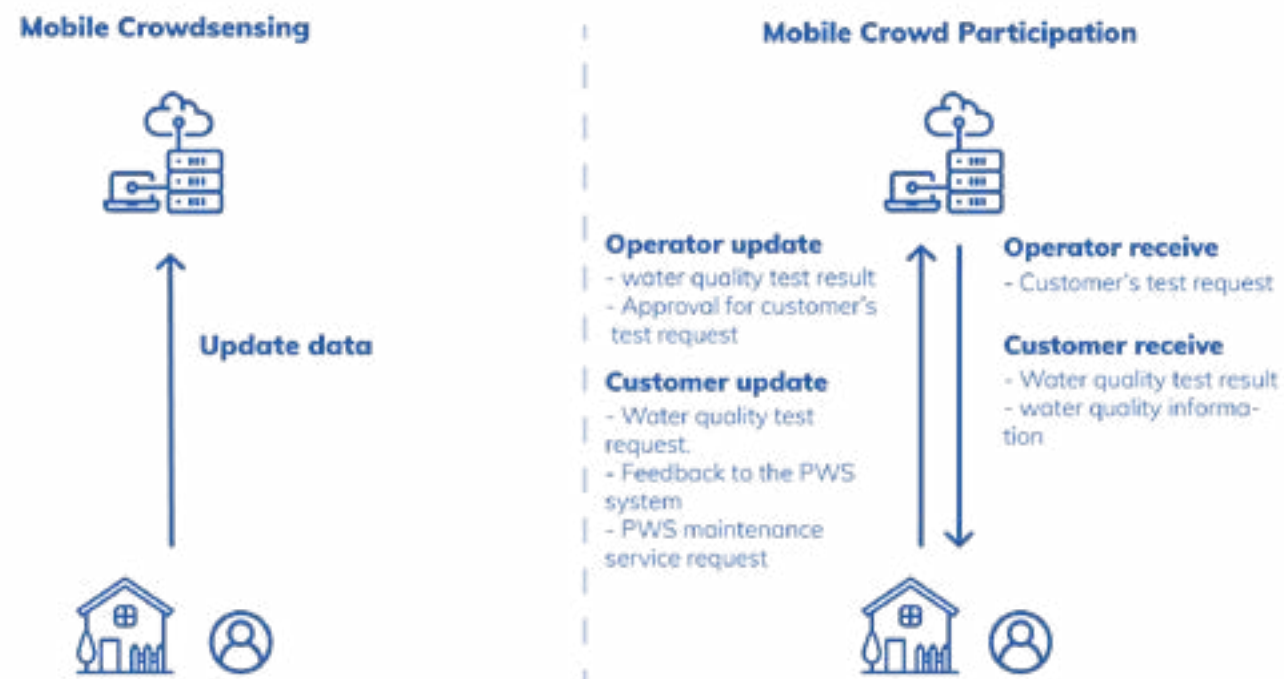 Mobile Crowdsensing
Update data
Mobile Crowd Participation
Operator update
- water quality test result
- Approval for customer's
test request
Customer update
- Water quality test
request.
- Feedback to the PWS
system
- PWS maintenance
service request
Operator receive
- Customer's test request
Customer receive
- Water quality test result
- water quality informa-
tion